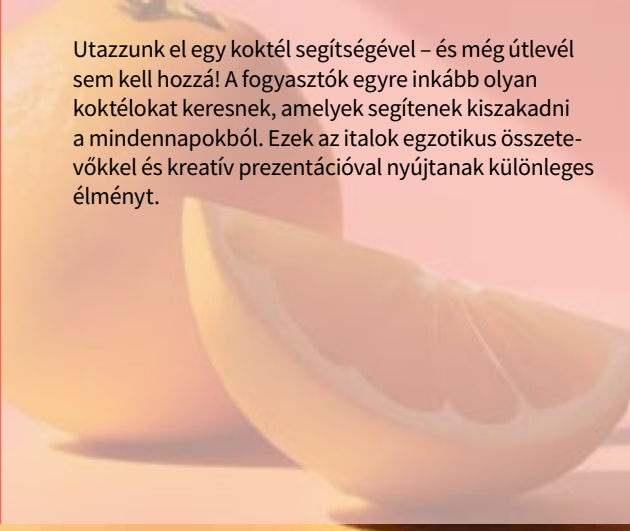 Utazzunk el egy koktél segítségével – és még útlevél
sem kell hozzá! A fogyasztók egyre inkább olyan
koktélokat keresnek, amelyek segítenek kiszakadni
a mindennapokból. Ezek az italok egzotikus összete-
vőkkel és kreatív prezentációval nyújtanak különleges
élményt.